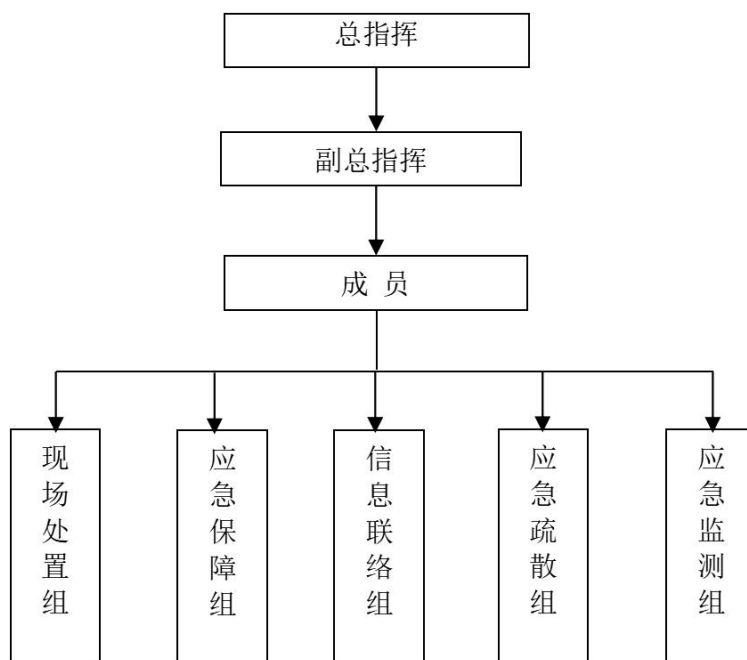 总指挥
副总指挥
成 员
现场处置组
应急保障组
信息联络组
应急疏散组
应急监测组